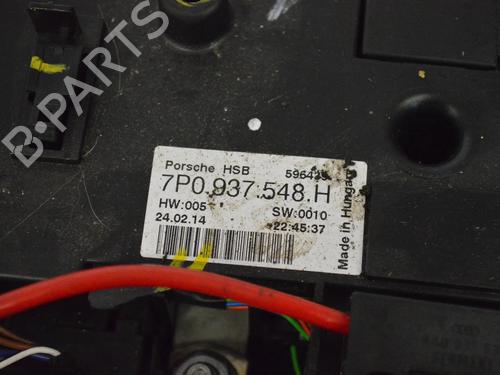 B-PARTS
Porsche HSB 596429
7P0.937.548.H
HW:005 SW:0010
24.02.14 22:45:37
Made in Hungary